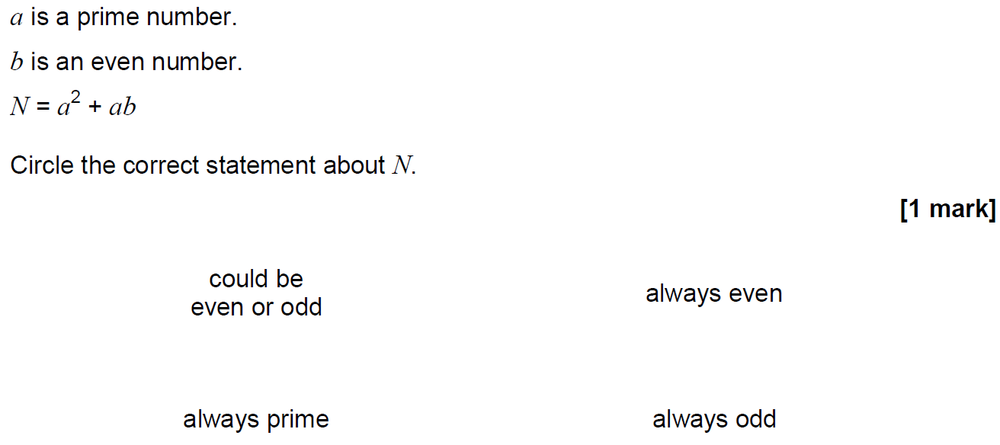 a is a prime number.
b is an even number.
N = a² + ab
Circle the correct statement about N.
[1 mark]
could be
even or odd
always even
always prime
always odd